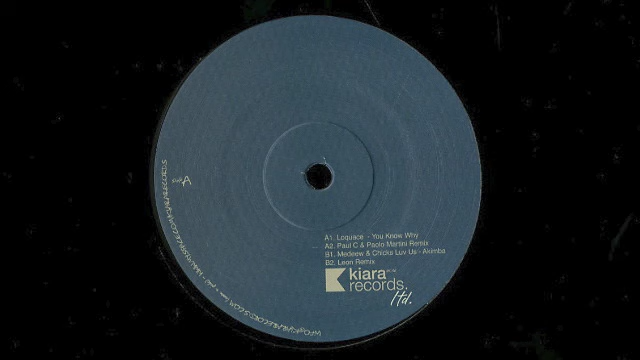 A
A1. Loquace - You Know Why
A2. Paul C & Paolo Martini Remix
B1. Medeew & Chicks Luv Us - Akimbo
B2. Leon Remix
kiara
records.
ltd.